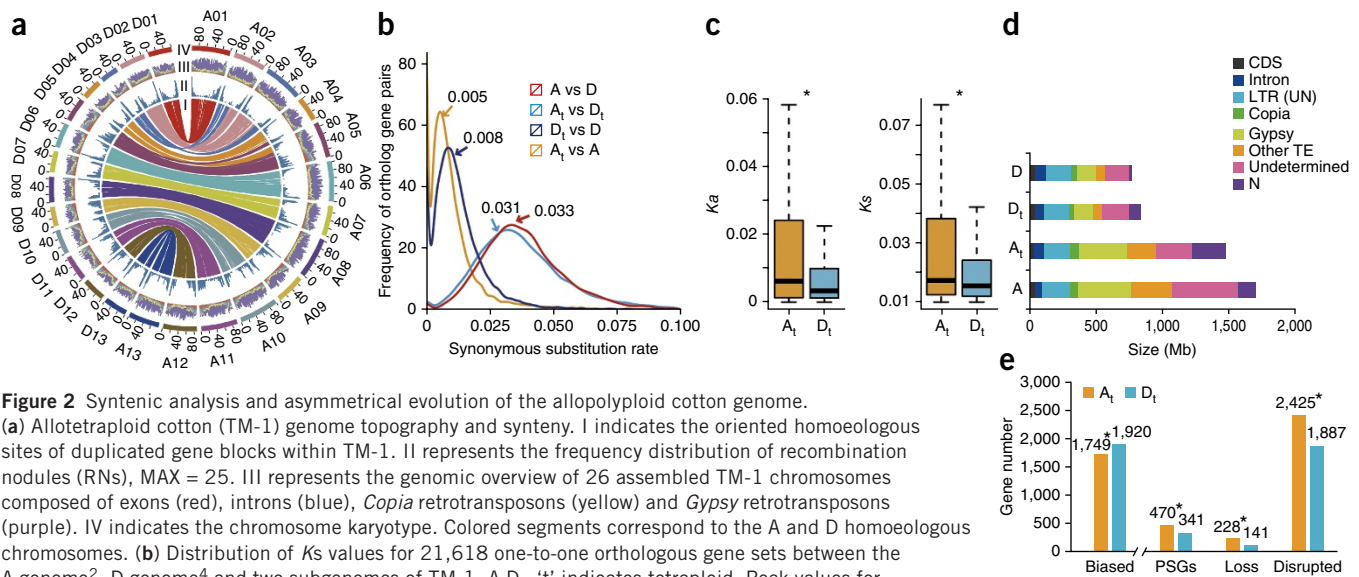 a
D01
D02
D03
D04
D05
D06
D07
D08
D09
D10
D11
D12
D13
A01
A02
A03
A04
A05
A06
A07
A08
A09
A10
A11
A12
A13
IV
III
II
I
0
40
80
b
Frequency of ortholog gene pairs
80
60
40
20
0
0.005
0.008
0.031
0.033
A vs D
At vs Dt
Dt vs D
At vs A
0
0.025
0.050
0.075
0.100
Synonymous substitution rate
c
Ka
0.06
0.04
0.02
0
*
At
Dt
Ks
0.07
0.05
0.03
0.01
*
At
Dt
d
CDS
Intron
LTR (UN)
Copia
Gypsy
Other TE
Undetermined
N
D
Dt
At
A
0
500
1,000
1,500
2,000
Size (Mb)
e
Gene number
3,000
2,500
2,000
1,500
1,000
500
0
At
Dt
1,749*1,920
470*341
228*141
2,425*
1,887
Biased
PSGs
Loss
Disrupted
Figure 2 Syntenic analysis and asymmetrical evolution of the allopolyploid cotton genome.
(a) Allotetraploid cotton (TM-1) genome topography and synteny. I indicates the oriented homoeologous
sites of duplicated gene blocks within TM-1. II represents the frequency distribution of recombination
nodules (RNs), MAX = 25. III represents the genomic overview of 26 assembled TM-1 chromosomes
composed of exons (red), introns (blue), Copia retrotransposons (yellow) and Gypsy retrotransposons
(purple). IV indicates the chromosome karyotype. Colored segments correspond to the A and D homoeologous
chromosomes. (b) Distribution of Ks values for 21,618 one-to-one orthologous gene sets between the